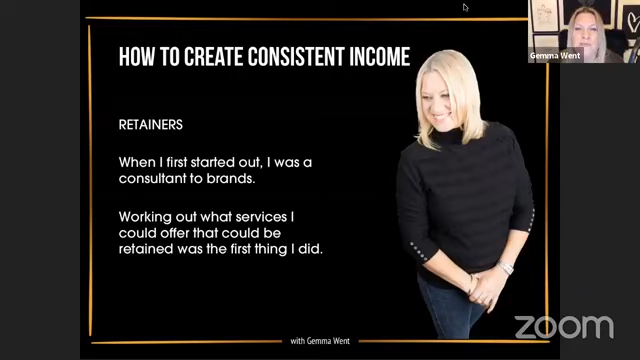 HOW TO CREATE CONSISTENT INCOME
RETAINERS
When I first started out, I was a
consultant to brands.
Working out what services I
could offer that could be
retained was the first thing I did.
with Gemma Went
Gemma Went
zoom